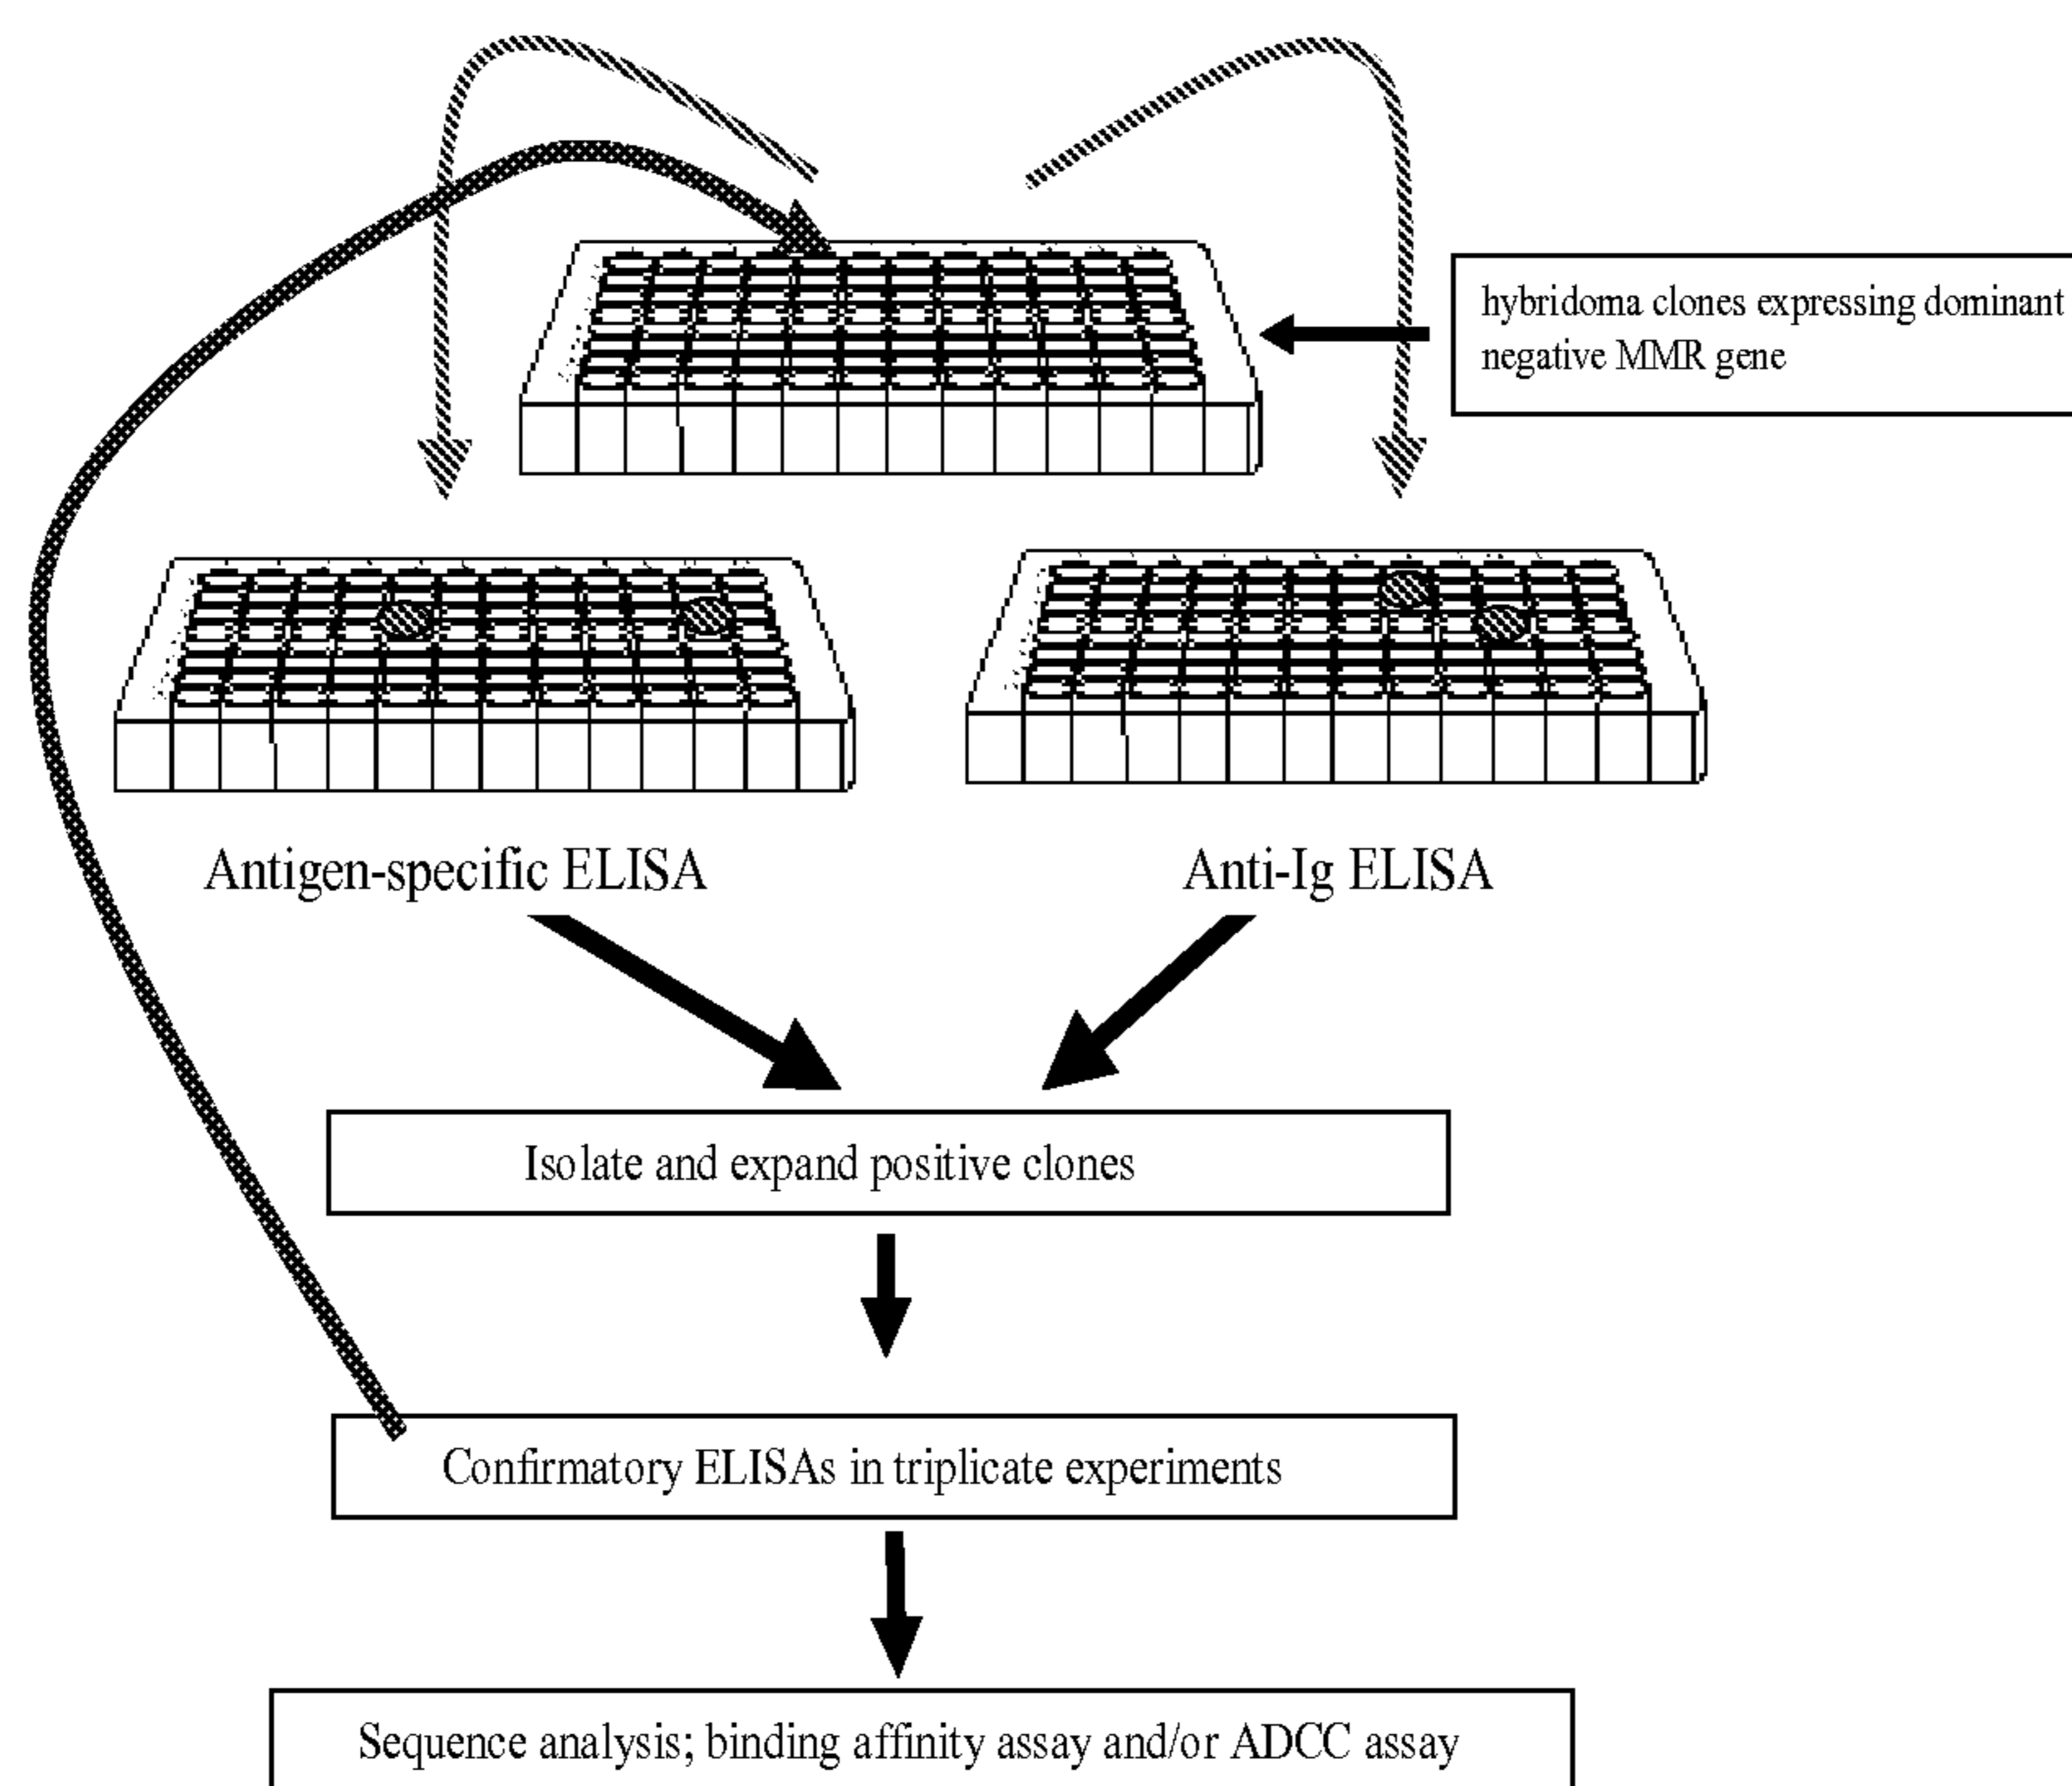 hybridoma clones expressing dominant
negative MMR gene
Antigen-specific ELISA
Anti-Ig ELISA
Isolate and expand positive clones
Confirmatory ELISAs in triplicate experiments
Sequence analysis; binding affinity assay and/or ADCC assay